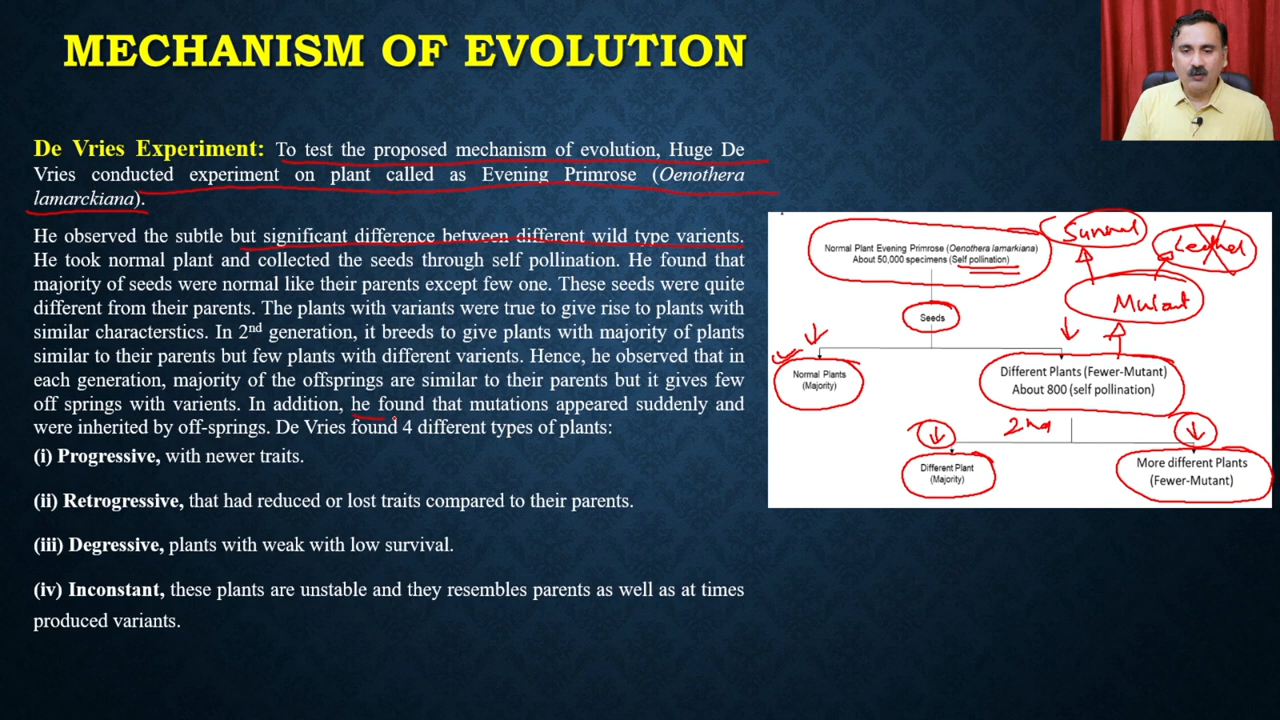 MECHANISM OF EVOLUTION
De Vries Experiment: To test the proposed mechanism of evolution, Huge De
Vries conducted experiment on plant called as Evening Primrose (Oenothera
lamarckiana).
He observed the subtle but significant difference between different wild type varients.
He took normal plant and collected the seeds through self pollination. He found that
majority of seeds were normal like their parents except few one. These seeds were quite
different from their parents. The plants with variants were true to give rise to plants with
similar characterstics. In 2nd generation, it breeds to give plants with majority of plants
similar to their parents but few plants with different varients. Hence, he observed that in
each generation, majority of the offsprings are similar to their parents but it gives few
off springs with varients. In addition, he found that mutations appeared suddenly and
were inherited by off-springs. De Vries found 4 different types of plants:
(i) Progressive, with newer traits.
(ii) Retrogressive, that had reduced or lost traits compared to their parents.
(iii) Degressive, plants with weak with low survival.
(iv) Inconstant, these plants are unstable and they resembles parents as well as at times
produced variants.
Normal Plant Evening Primrose (Oenothera lamarkiana)
About 50,000 specimens (Self pollination)
Seeds
Mutant
Normal Plants
(Majority)
Different Plants (Fewer-Mutant)
About 800 (self pollination)
2nd
Different Plant
(Majority)
More different Plants
(Fewer-Mutant)